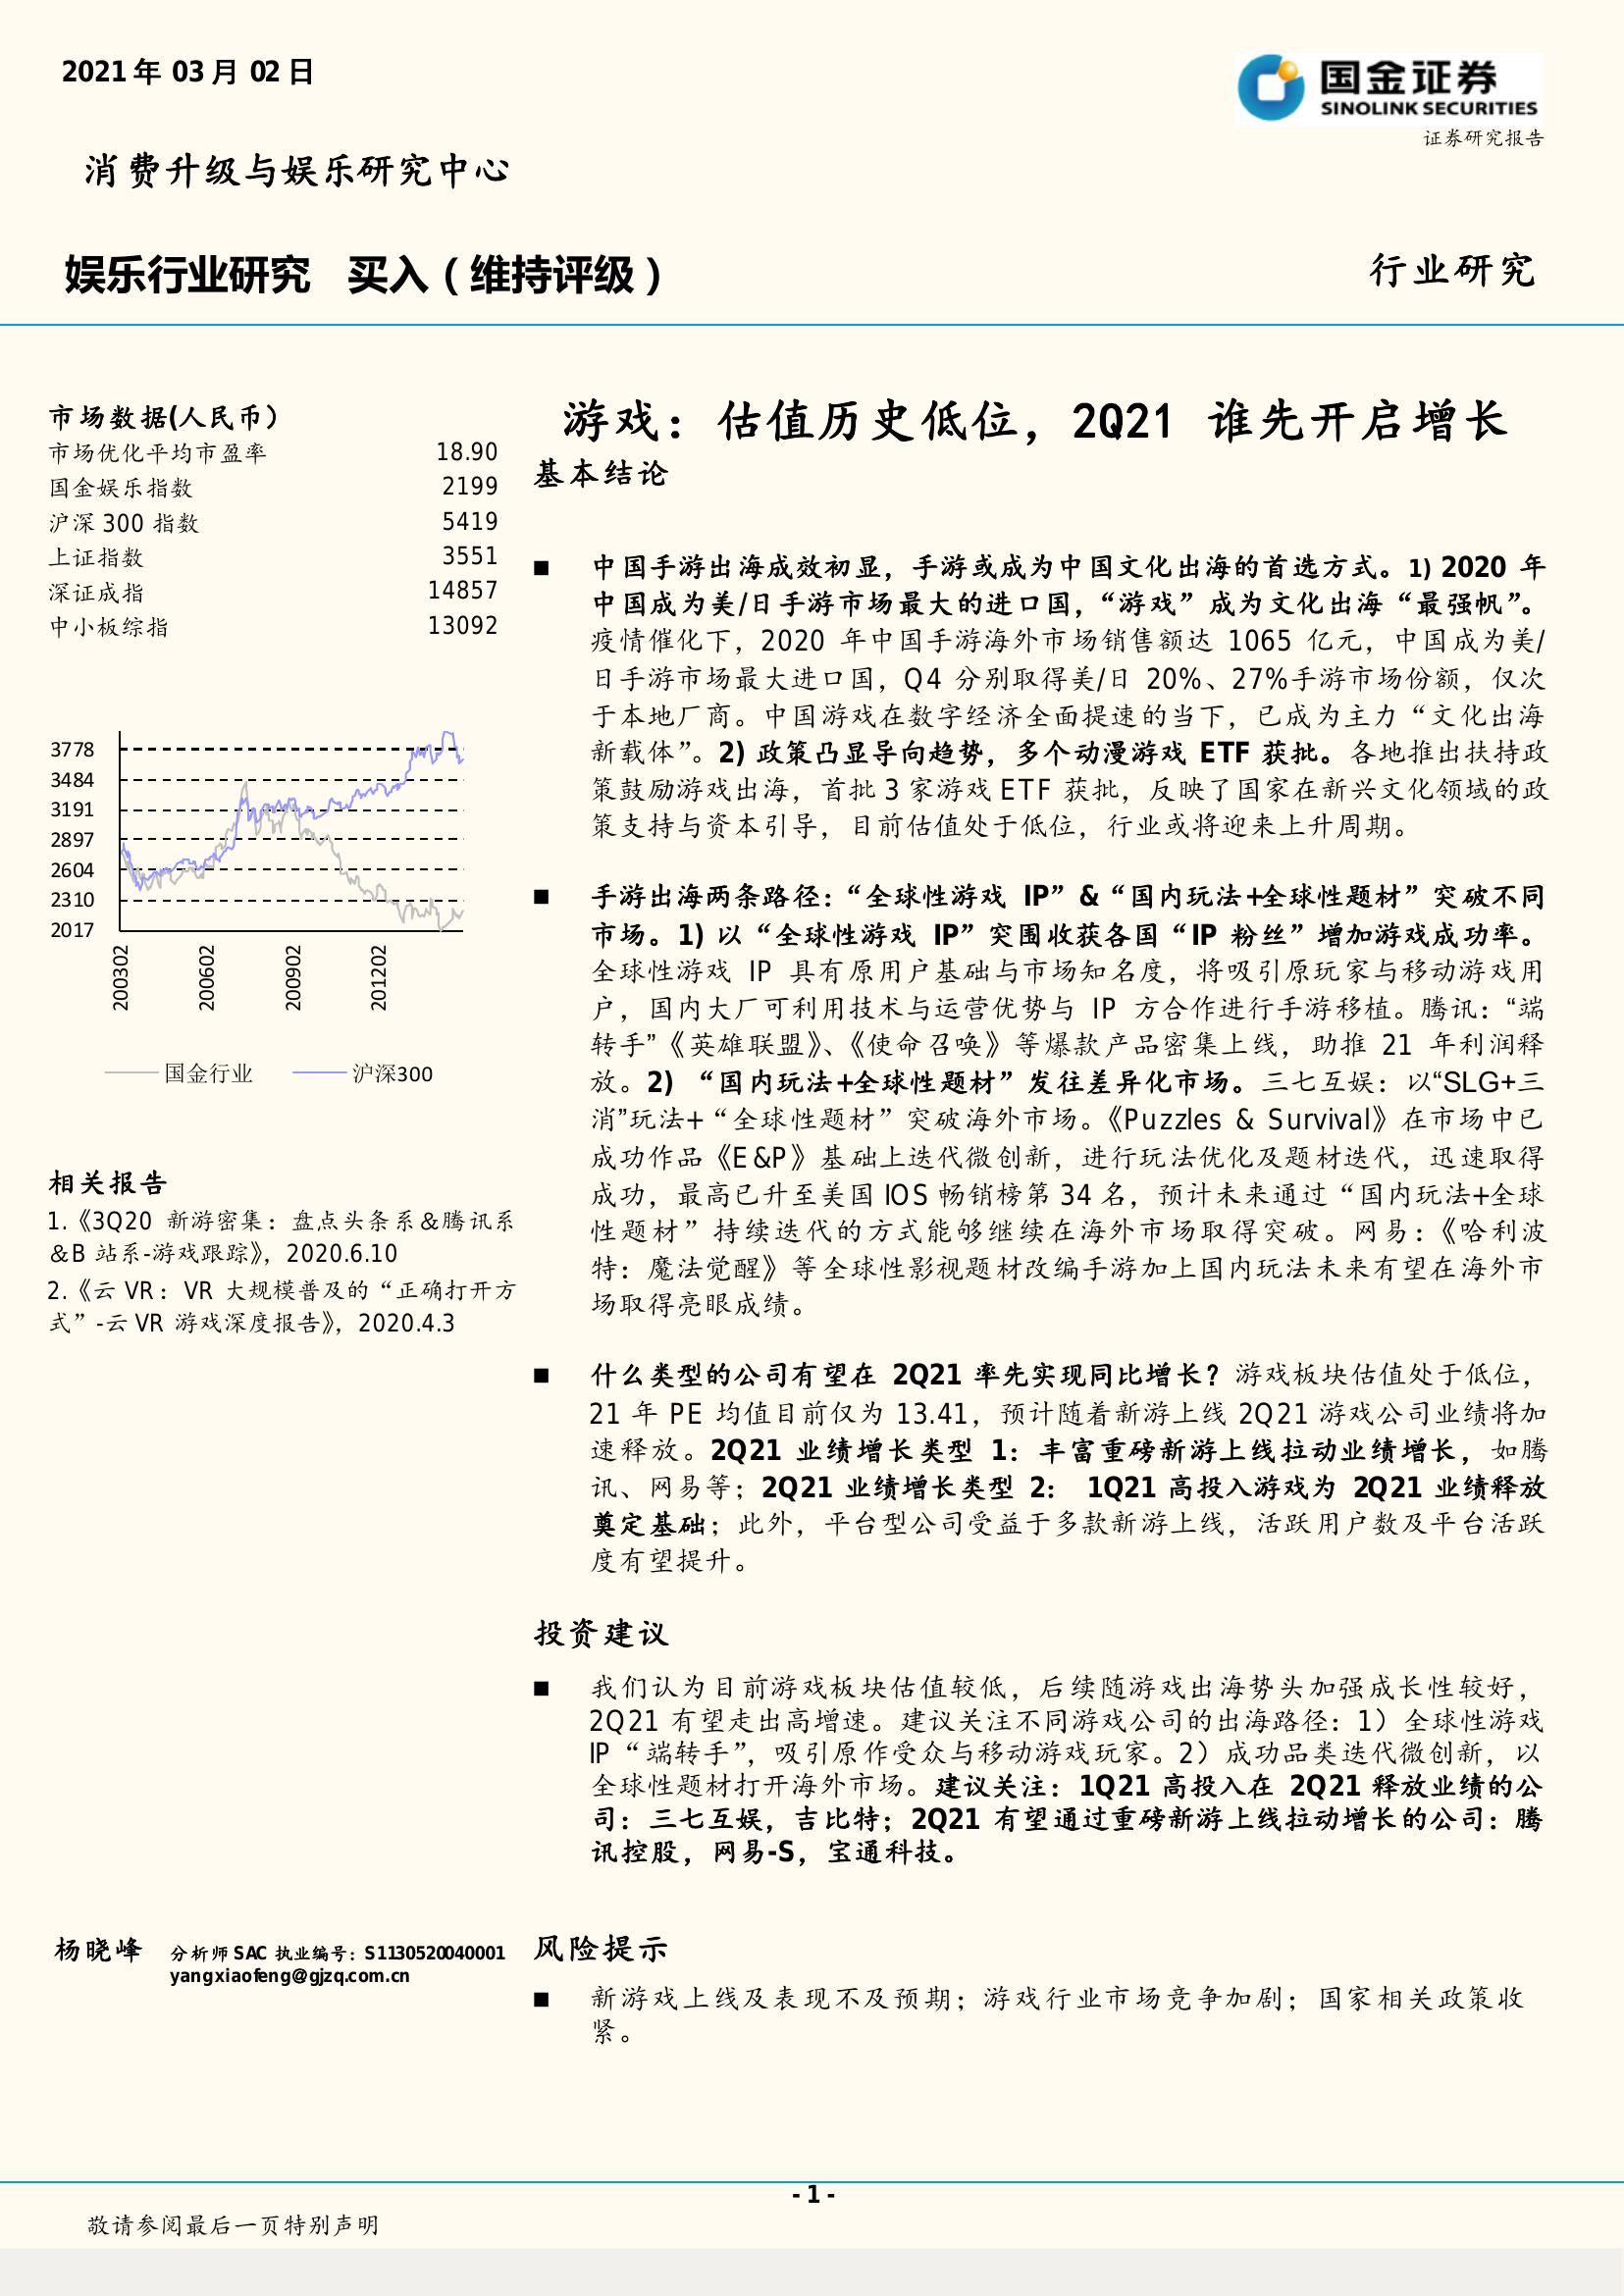 2021 年 03 月 02 日
国金证券
SINOLINK SECURITIES
证券研究报告
消费升级与娱乐研究中心
娱乐行业研究 买入（维持评级）
行业研究
市场数据(人民币）
市场优化平均市盈率 18.90
国金娱乐指数 2199
沪深 300 指数 5419
上证指数 3551
深证成指 14857
中小板综指 13092
3778
3484
3191
2897
2604
2310
2017
200302
200602
200902
201202
国金行业 沪深300
相关报告
1.《3Q20 新游密集：盘点头条系＆腾讯系
＆B 站系-游戏跟踪》，2020.6.10
2.《云 VR：VR 大规模普及的“正确打开方
式”-云 VR 游戏深度报告》，2020.4.3
杨晓峰 分析师 SAC 执业编号：S1130520040001
yangxiaofeng@gjzq.com.cn
游戏：估值历史低位，2Q21 谁先开启增长
基本结论
■ 中国手游出海成效初显，手游或成为中国文化出海的首选方式。1) 2020 年
中国成为美/日手游市场最大的进口国，“游戏”成为文化出海“最强帆”。
疫情催化下，2020 年中国手游海外市场销售额达 1065 亿元，中国成为美/
日手游市场最大进口国，Q4 分别取得美/日 20%、27%手游市场份额，仅次
于本地厂商。中国游戏在数字经济全面提速的当下，已成为主力“文化出海
新载体”。2) 政策凸显导向趋势，多个动漫游戏 ETF 获批。各地推出扶持政
策鼓励游戏出海，首批 3 家游戏 ETF 获批，反映了国家在新兴文化领域的政
策支持与资本引导，目前估值处于低位，行业或将迎来上升周期。
■ 手游出海两条路径：“全球性游戏 IP”&“国内玩法+全球性题材”突破不同
市场。1) 以“全球性游戏 IP”突围收获各国“IP 粉丝”增加游戏成功率。
全球性游戏 IP 具有原用户基础与市场知名度，将吸引原玩家与移动游戏用
户，国内大厂可利用技术与运营优势与 IP 方合作进行手游移植。腾讯：“端
转手”《英雄联盟》、《使命召唤》等爆款产品密集上线，助推 21 年利润释
放。2) “国内玩法+全球性题材”发往差异化市场。三七互娱：以“SLG+三
消”玩法+“全球性题材”突破海外市场。《Puzzles & Survival》在市场中已
成功作品《E&P》基础上迭代微创新，进行玩法优化及题材迭代，迅速取得
成功，最高已升至美国 IOS 畅销榜第 34 名，预计未来通过“国内玩法+全球
性题材”持续迭代的方式能够继续在海外市场取得突破。网易：《哈利波
特：魔法觉醒》等全球性影视题材改编手游加上国内玩法未来有望在海外市
场取得亮眼成绩。
■ 什么类型的公司有望在 2Q21 率先实现同比增长？游戏板块估值处于低位，
21 年 PE 均值目前仅为 13.41，预计随着新游上线 2Q21 游戏公司业绩将加
速释放。2Q21 业绩增长类型 1：丰富重磅新游上线拉动业绩增长，如腾
讯、网易等；2Q21 业绩增长类型 2： 1Q21 高投入游戏为 2Q21 业绩释放
奠定基础；此外，平台型公司受益于多款新游上线，活跃用户数及平台活跃
度有望提升。
投资建议
■ 我们认为目前游戏板块估值较低，后续随游戏出海势头加强成长性较好，
2Q21 有望走出高增速。建议关注不同游戏公司的出海路径：1）全球性游戏
IP“端转手”，吸引原作受众与移动游戏玩家。2）成功品类迭代微创新，以
全球性题材打开海外市场。建议关注：1Q21 高投入在 2Q21 释放业绩的公
司：三七互娱，吉比特；2Q21 有望通过重磅新游上线拉动增长的公司：腾
讯控股，网易-S，宝通科技。
风险提示
■ 新游戏上线及表现不及预期；游戏行业市场竞争加剧；国家相关政策收
紧。
- 1 -
敬请参阅最后一页特别声明